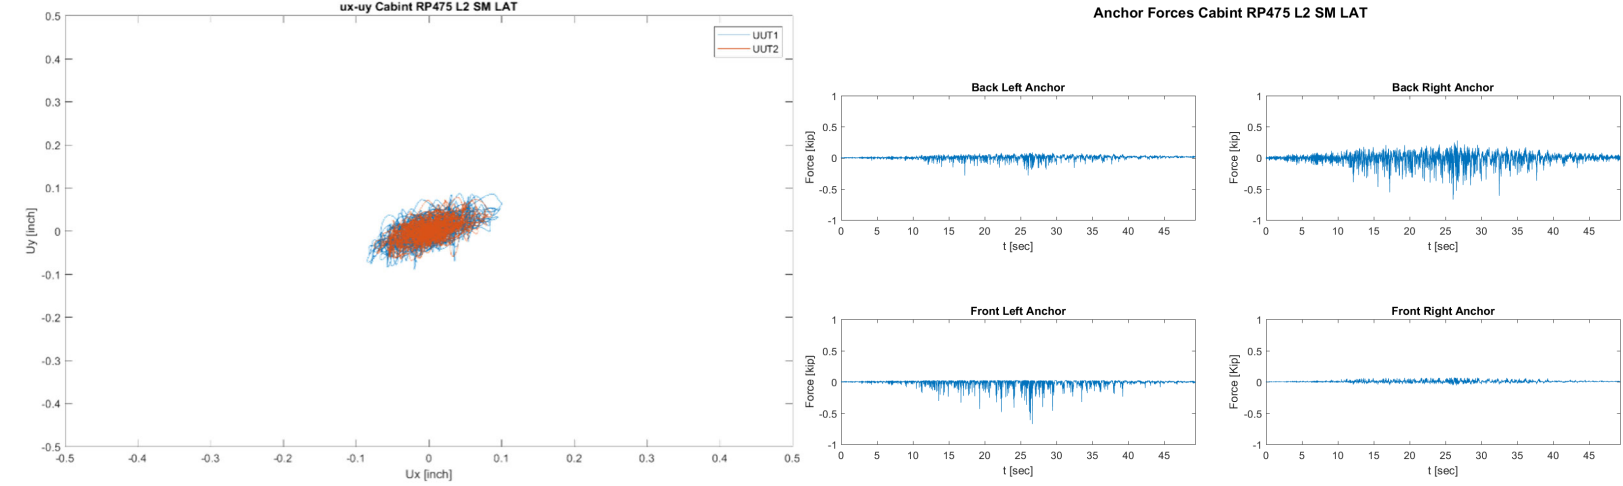 ux-uy Cabint RP475 L2 SM LAT
0.5
0.4
0.3
0.2
0.1
0
-0.1
-0.2
-0.3
-0.4
-0.5
Uy [inch]
-0.5 -0.4 -0.3 -0.2 -0.1 0 0.1 0.2 0.3 0.4 0.5
Ux [inch]
UUT1
UUT2
Anchor Forces Cabint RP475 L2 SM LAT
Back Left Anchor
1
0.5
0
-0.5
-1
Force [kip]
0 5 10 15 20 25 30 35 40 45
t [sec]
Back Right Anchor
1
0.5
0
-0.5
-1
Force [kip]
0 5 10 15 20 25 30 35 40 45
t [sec]
Front Left Anchor
1
0.5
0
-0.5
-1
Force [kip]
0 5 10 15 20 25 30 35 40 45
t [sec]
Front Right Anchor
1
0.5
0
-0.5
-1
Force [Kip]
0 5 10 15 20 25 30 35 40 45
t [sec]